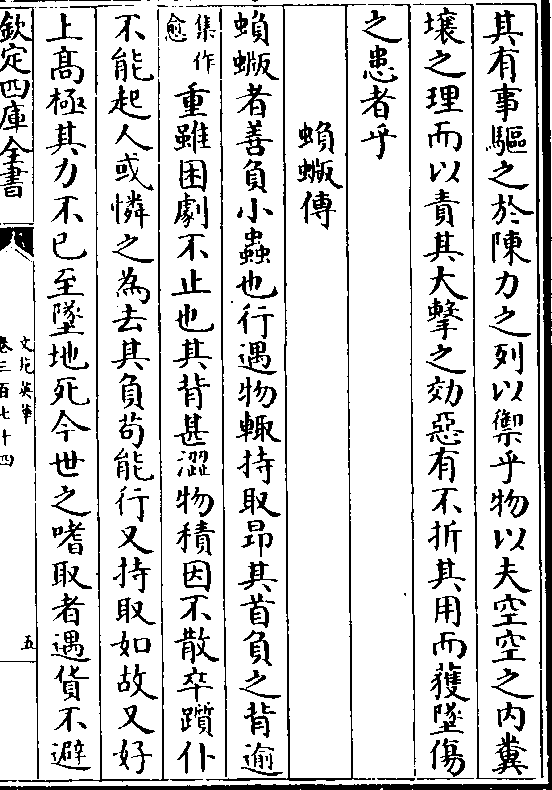 其有事驅之於陳力之列以禦乎物以夫空空之内糞
壤之理而以責其大擊之効惡有不折其用而獲墜傷
之患者乎
蝜蝂傳
蝜蝂者善負小蟲也行遇物輙持取昂其首負之背逾
集作愈重雖困劇不止也其背甚澀物積因不散卒躓仆
不能起人或憐之為去其負茍能行又持取如故又好
上髙極其力不已至墜地死今世之嗜取者遇貨不避
欽定四庫全書
文苑英華
卷三百七十四
五